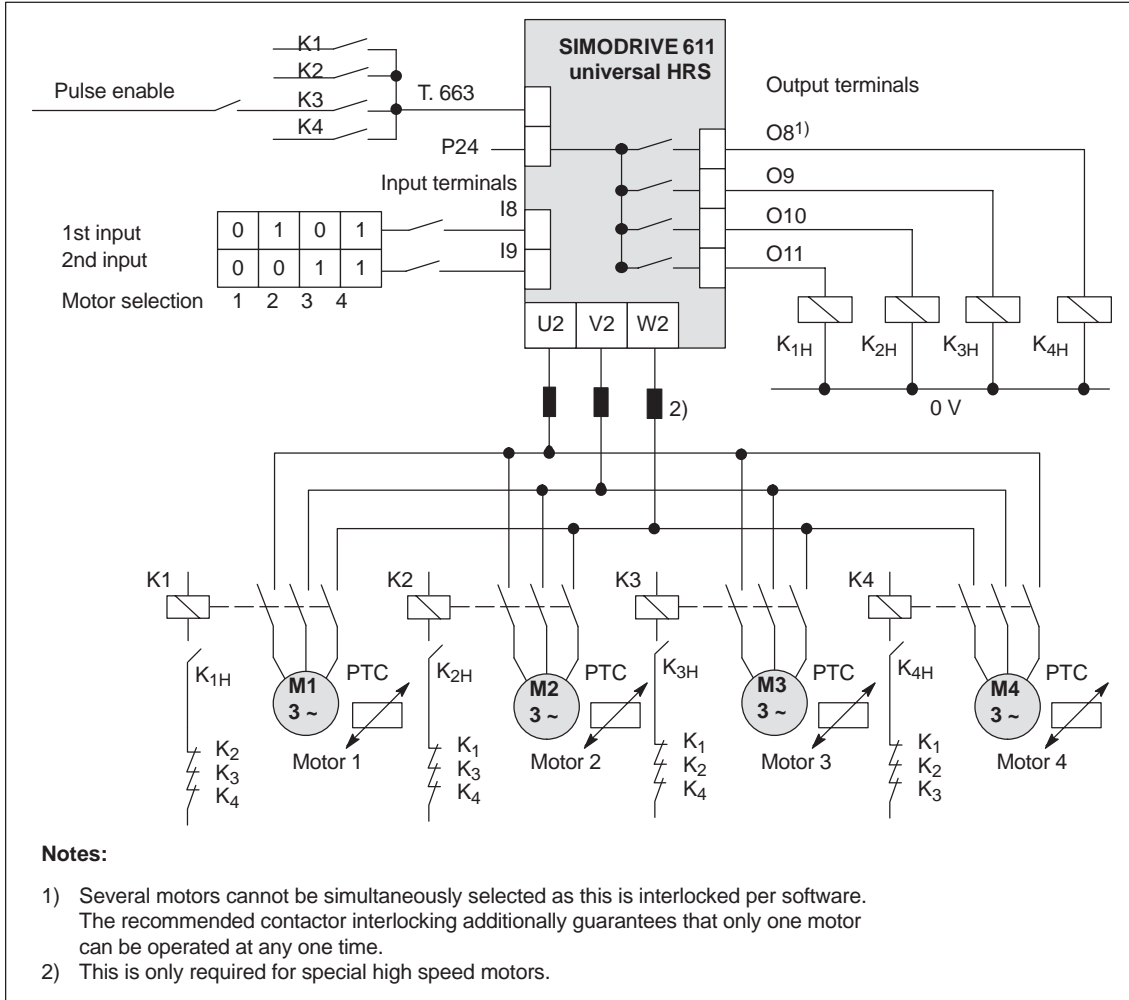 SIMODRIVE 611
universal HRS
K1
K2
K3
K4
Pulse enable
T. 663
P24
Output terminals
O8 1)
O9
O10
O11
Input terminals
I8
I9
1st input
2nd input
0 1 0 1
0 0 1 1
Motor selection 1 2 3 4
U2 V2 W2
K1H K2H K3H K4H
0 V
2)
K1 K2 K3 K4
K1H K2H K3H K4H
M1
3 ~
PTC
Motor 1
M2
3 ~
PTC
Motor 2
M3
3 ~
PTC
Motor 3
M4
3 ~
PTC
Motor 4
K2
K3
K4
K1
K3
K4
K1
K2
K4
K1
K2
K3
Notes:
1) Several motors cannot be simultaneously selected as this is interlocked per software.
The recommended contactor interlocking additionally guarantees that only one motor
can be operated at any one time.
2) This is only required for special high speed motors.